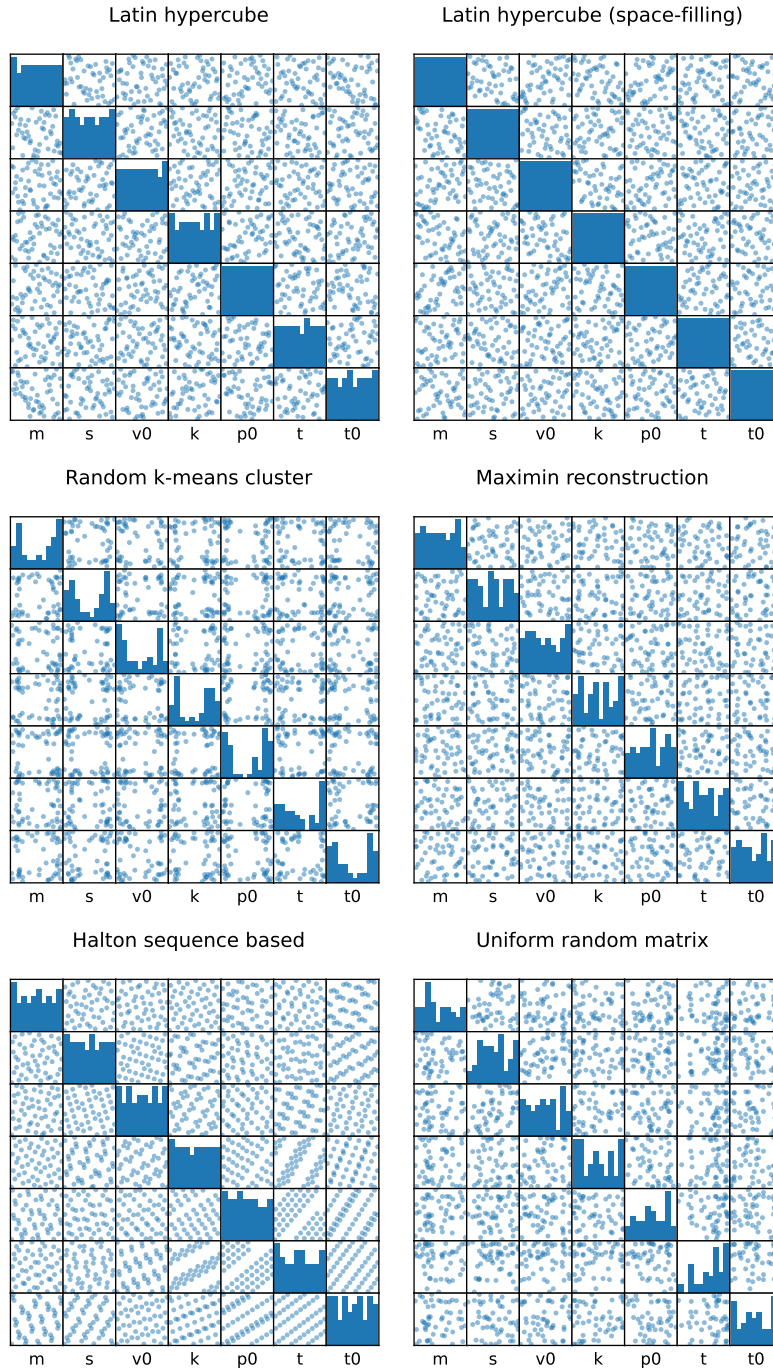 Latin hypercube
Latin hypercube (space-filling)
m s v0 k p0 t t0
m s v0 k p0 t t0
Random k-means cluster
Maximin reconstruction
m s v0 k p0 t t0
m s v0 k p0 t t0
Halton sequence based
Uniform random matrix
m s v0 k p0 t t0
m s v0 k p0 t t0